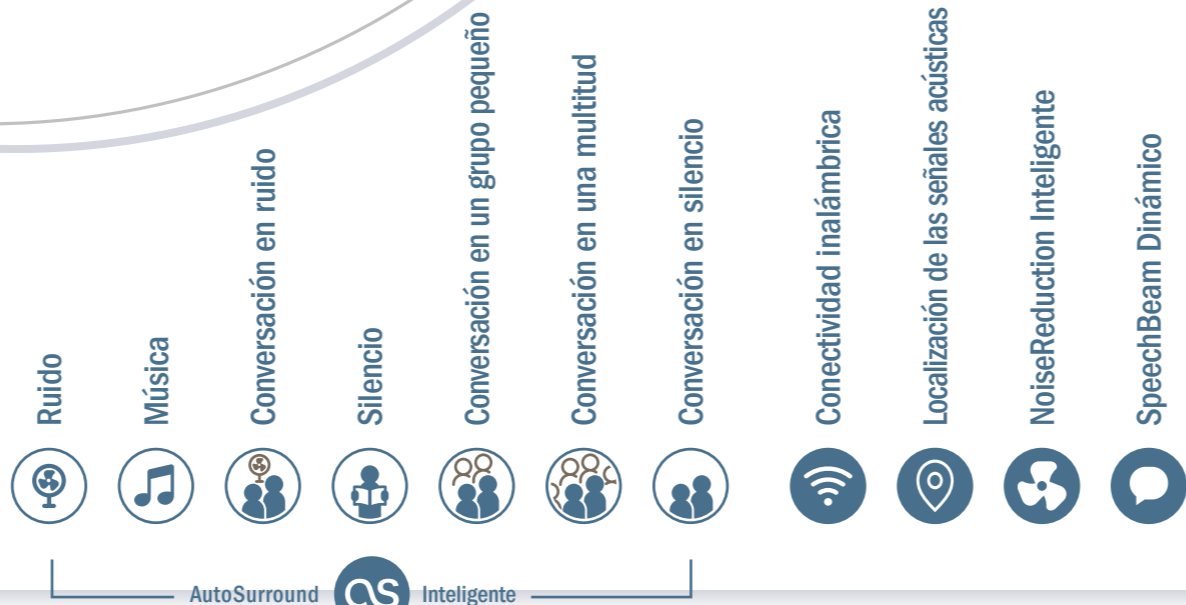 Ruido
Música
Conversación en ruido
Silencio
Conversación en un grupo pequeño
Conversación en una multitud
Conversación en silencio
Conectividad inalámbrica
Localización de las señales acústicas
NoiseReduction Inteligente
SpeechBeam Dinámico
AutoSurround as Inteligente